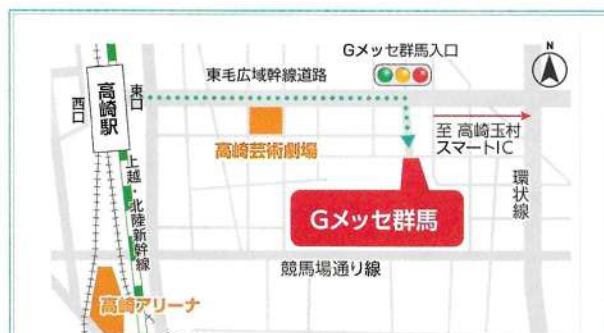 Gメッセ群馬入口
N
東毛広域幹線道路
高崎駅
東口
西口
高崎芸術劇場
至 高崎玉村
スマートIC
環状線
上越・北陸新幹線
Gメッセ群馬
競馬場通り線
高崎アリーナ